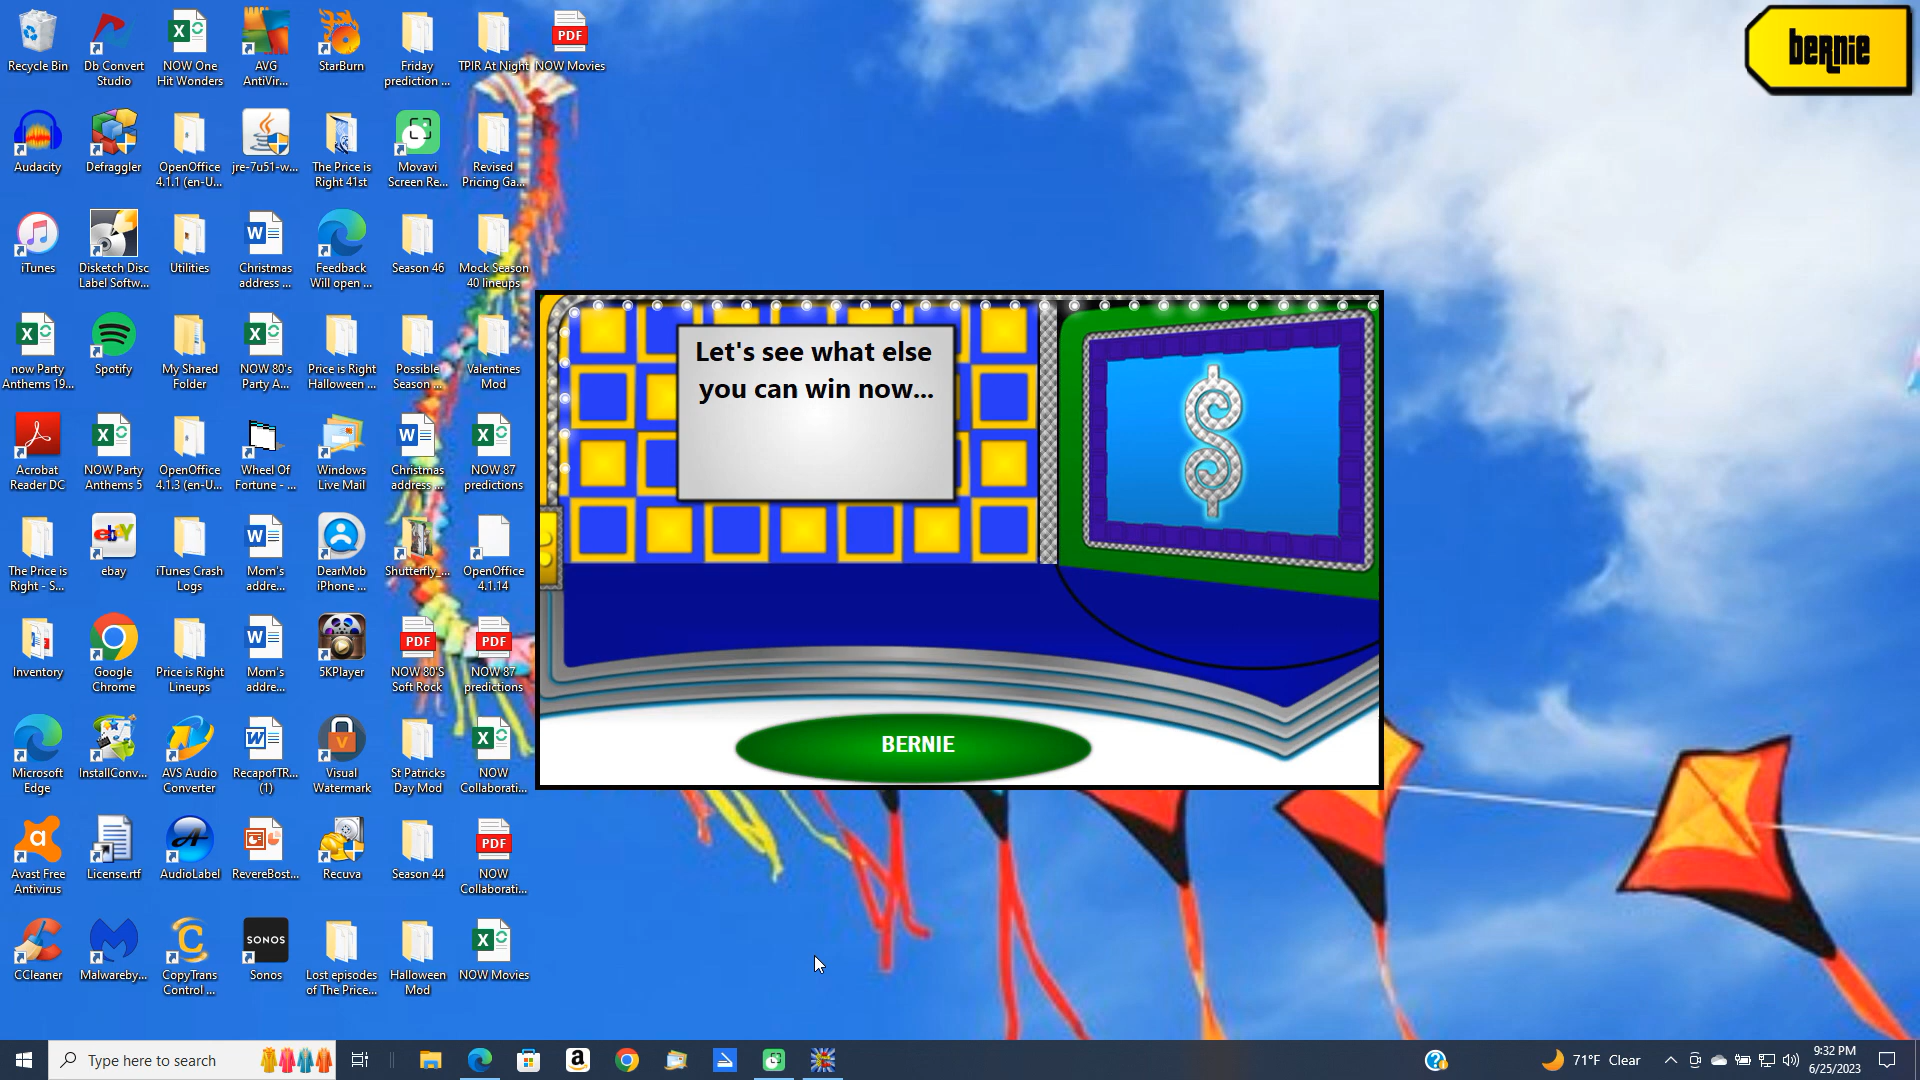 Recycle Bin
Db Convert
Studio
NOW One
Hit Wonders
AVG
AntiVir...
StarBurn
Friday
prediction ...
TPIR At Night
PDF
NOW Movies
bernie
Audacity
Defraggler
OpenOffice
4.1.1 (en-U...
jre-7u51-w...
The Price is
Right 41st
Movavi
Screen Re...
Revised
Pricing Ga...
iTunes
Disketch Disc
Label Softw...
Utilities
Christmas
address ...
Feedback
Will open ...
Season 46
Mock Season
40 lineups
now Party
Anthems 19...
Spotify
My Shared
Folder
NOW 80's
Party A...
Price is Right
Halloween ...
Possible
Season ...
Valentines
Mod
Let's see what else
you can win now...
Acrobat
Reader DC
NOW Party
Anthems 5
OpenOffice
4.1.3 (en-U...
Wheel Of
Fortune - ...
Windows
Live Mail
Christmas
address ...
NOW 87
predictions
The Price is
Right - S...
ebay
ebay
iTunes Crash
Logs
Mom's
addre...
DearMob
iPhone ...
Shutterfly_...
OpenOffice
4.1.14
Inventory
Google
Chrome
Price is Right
Lineups
Mom's
addre...
5KPlayer
PDF
NOW 80'S
Soft Rock
PDF
NOW 87
predictions
Microsoft
Edge
InstallConv...
AVS Audio
Converter
RecapofTR...
(1)
Visual
Watermark
St Patricks
Day Mod
NOW
Collaborati...
BERNIE
Avast Free
Antivirus
License.rtf
AudioLabel
RevereBost...
Recuva
Season 44
PDF
NOW
Collaborati...
CCleaner
Malwareby...
CopyTrans
Control ...
SONOS
Sonos
Lost episodes
of The Price...
Halloween
Mod
NOW Movies
Type here to search
71°F Clear
9:32 PM
6/25/2023